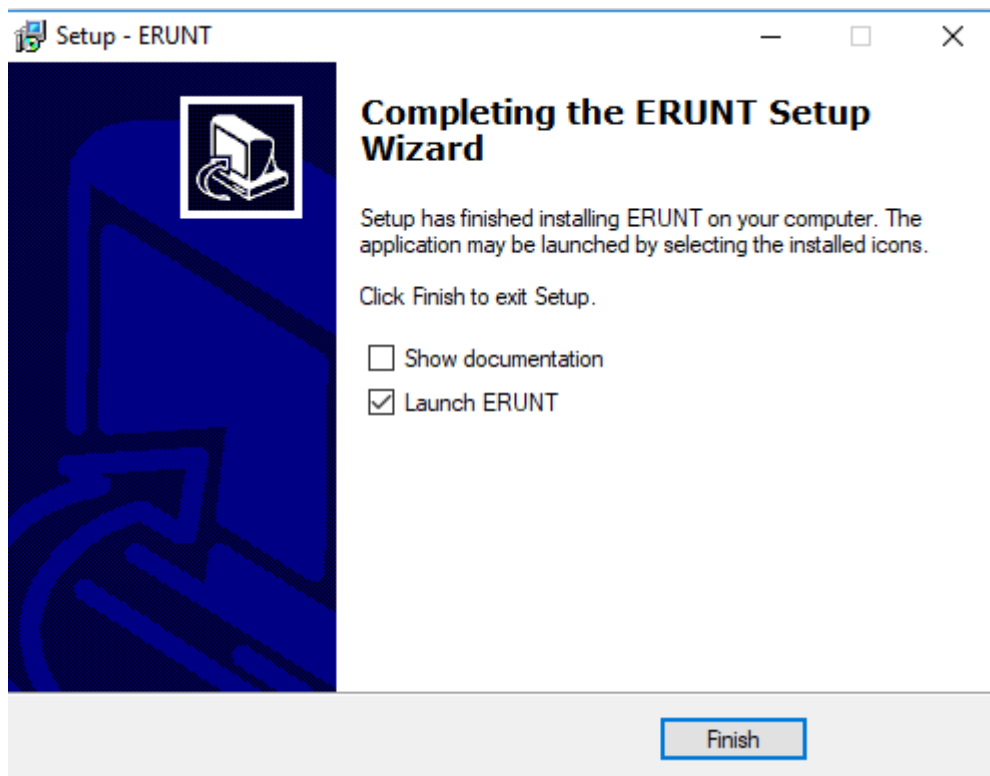 Setup - ERUNT
Completing the ERUNT Setup
Wizard
Setup has finished installing ERUNT on your computer. The
application may be launched by selecting the installed icons.
Click Finish to exit Setup.
Show documentation
Launch ERUNT
Finish